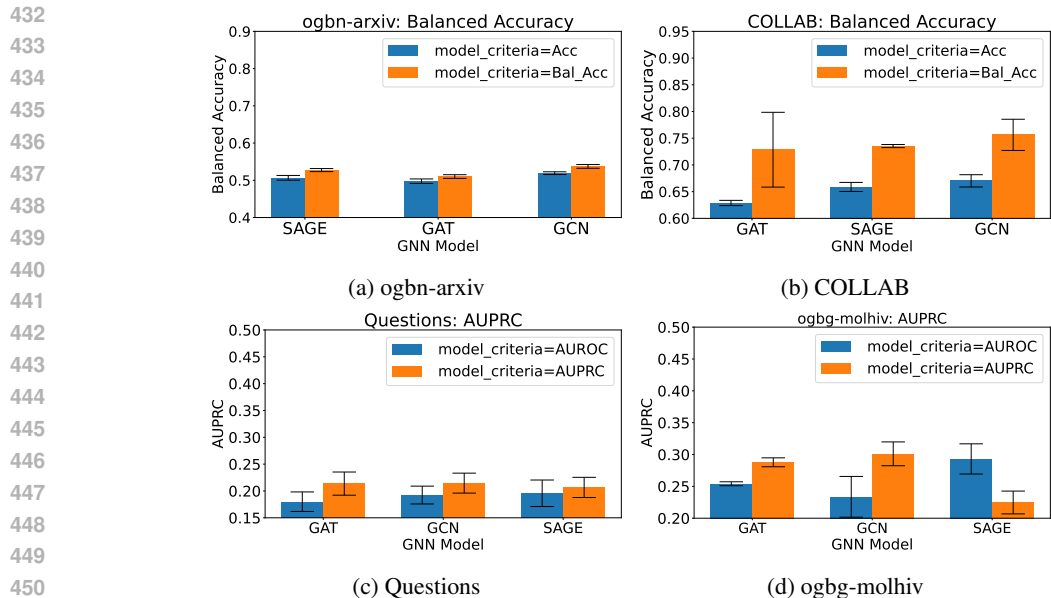 432
433
434
435
436
437
438
439
440
441
442
443
444
445
446
447
448
449
450
ogbn-arxiv: Balanced Accuracy
0.9
0.8
0.7
0.6
0.5
0.4
Balanced Accuracy
model_criteria=Acc
model_criteria=Bal_Acc
SAGE GAT GCN
GNN Model
(a) ogbn-arxiv
COLLAB: Balanced Accuracy
0.95
0.90
0.85
0.80
0.75
0.70
0.65
0.60
Balanced Accuracy
model_criteria=Acc
model_criteria=Bal_Acc
GAT SAGE GCN
GNN Model
(b) COLLAB
Questions: AUPRC
0.50
0.45
0.40
0.35
0.30
0.25
0.20
0.15
AUPRC
model_criteria=AUROC
model_criteria=AUPRC
GAT GCN SAGE
GNN Model
(c) Questions
ogbg-molhiv: AUPRC
0.50
0.45
0.40
0.35
0.30
0.25
0.20
AUPRC
model_criteria=AUROC
model_criteria=AUPRC
GAT GCN SAGE
GNN Model
(d) ogbg-molhiv